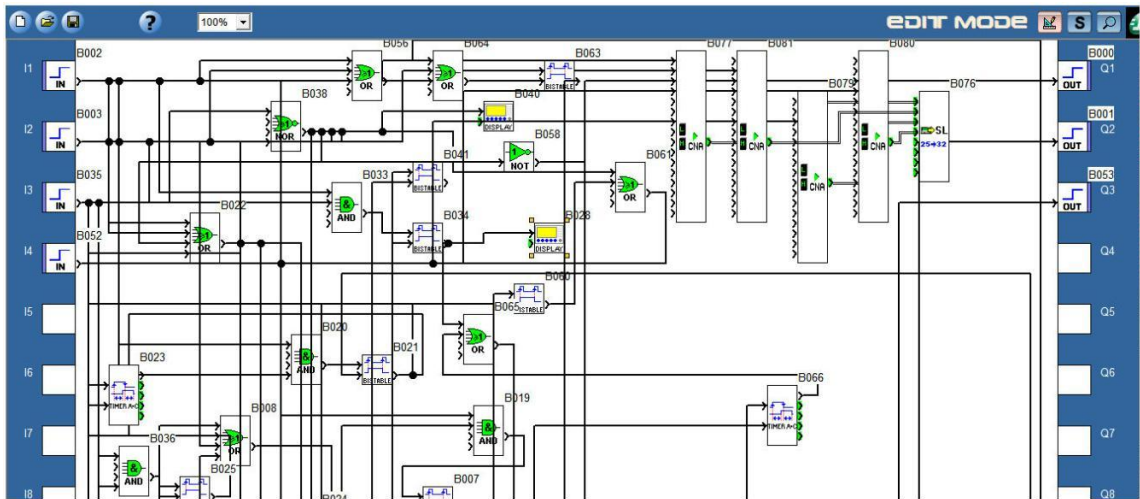 ? 100% EDIT MODE S
B002 B056 B064 B063 B077 B081 B080 B000
I1 IN OR OR BISTABLE B079 B076 OUT Q1
B003 B038 B040 B001
I2 IN NOR DISPLAY B058 CNA CNA CNA SL 25→32 OUT Q2
B035 B033 B041 NOT B061 CNA B053
I3 IN AND BISTABLE OR OUT Q3
B052 B022 B034 B028
I4 IN OR BISTABLE DISPLAY Q4
B060
I5 B065 BISTABLE Q5
B020 B021 OR
I6 B023 AND BISTABLE B066 Q6
TIMER A+C B008 B019 TIMER A+C
I7 B036 OR AND Q7
AND B025 B007
I8 B024 Q8